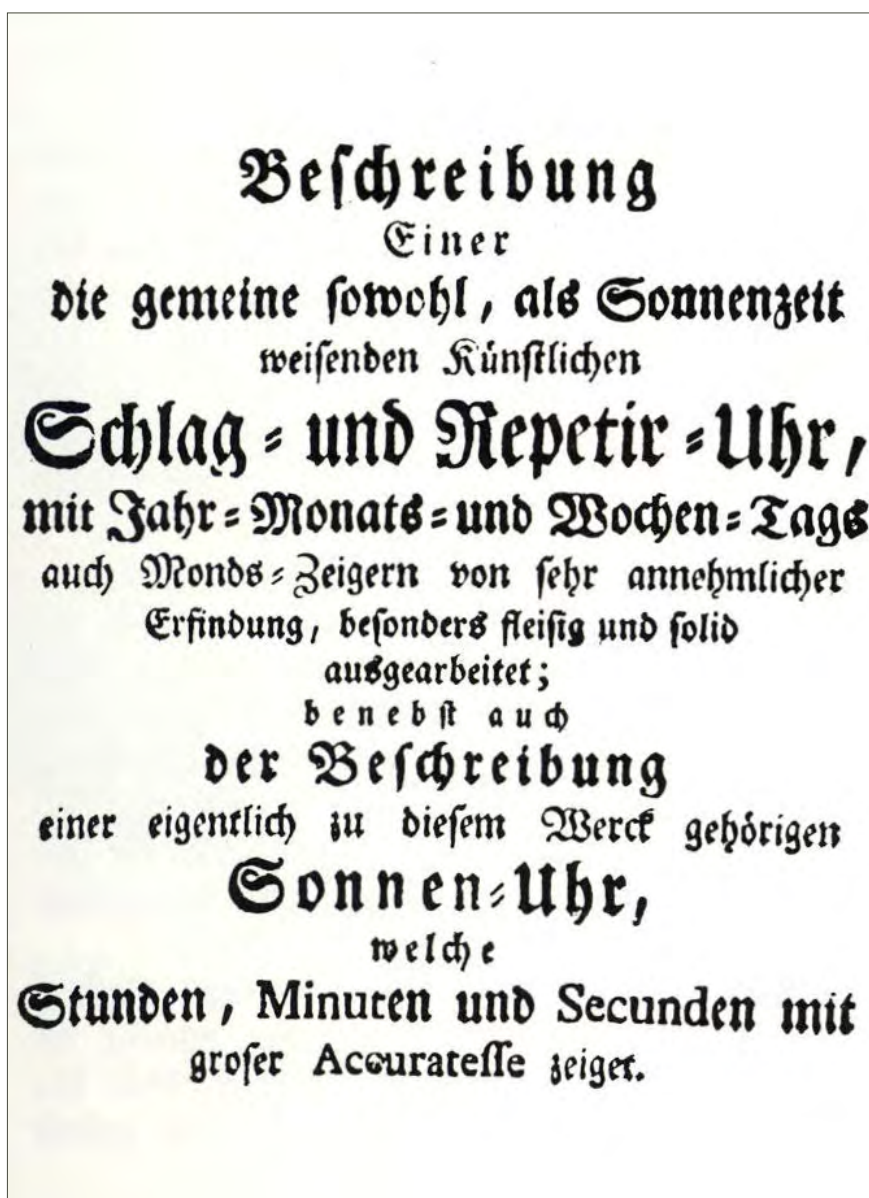 Beſchreibung
Einer
die gemeine ſowohl, als Sonnenzeit
weiſenden Künſtlichen
Schlag- und Repetir-Uhr,
mit Jahr-Monats-und Wochen-Tags
auch Monds-Zeigern von ſehr annehmlicher
Erfindung, beſonders fleiſig und ſolid
ausgearbeitet;
benebſt auch
der Beſchreibung
einer eigentlich zu dieſem Werck gehörigen
Sonnen-Uhr,
welche
Stunden, Minuten und Secunden mit
groſer Accurateſſe zeiget.